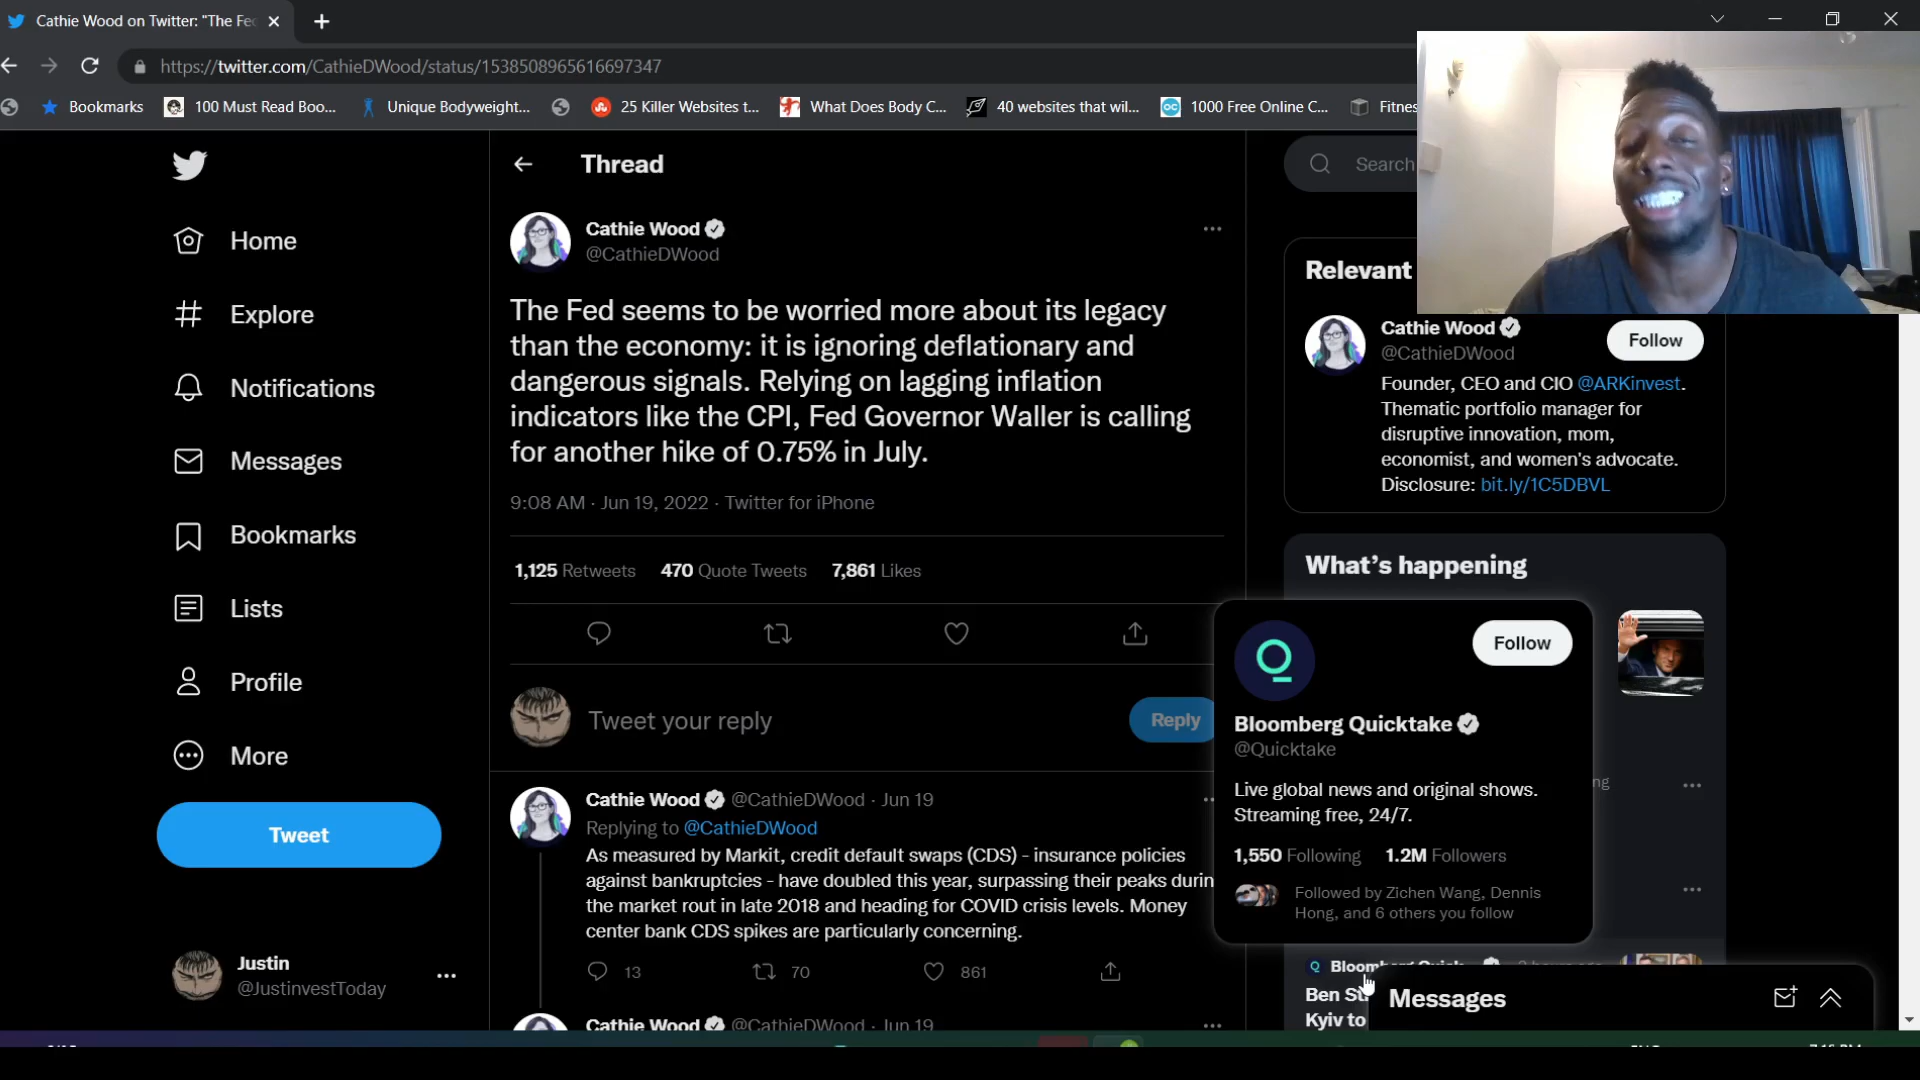 Cathie Wood on Twitter: "The Fe
https://twitter.com/CathieDWood/status/1538508965616697347
Bookmarks
100 Must Read Boo...
Unique Bodyweight...
25 Killer Websites t...
What Does Body C...
40 websites that wil...
1000 Free Online C...
Fitnes
Home
Explore
Notifications
Messages
Bookmarks
Lists
Profile
More
Tweet
Justin
@JustinvestToday
Thread
Cathie Wood
@CathieDWood
The Fed seems to be worried more about its legacy
than the economy: it is ignoring deflationary and
dangerous signals. Relying on lagging inflation
indicators like the CPI, Fed Governor Waller is calling
for another hike of 0.75% in July.
9:08 AM · Jun 19, 2022 · Twitter for iPhone
1,125 Retweets 470 Quote Tweets 7,861 Likes
Tweet your reply
Reply
Cathie Wood @CathieDWood · Jun 19
Replying to @CathieDWood
As measured by Markit, credit default swaps (CDS) - insurance policies
against bankruptcies - have doubled this year, surpassing their peaks durin
the market rout in late 2018 and heading for COVID crisis levels. Money
center bank CDS spikes are particularly concerning.
13 70 861
Cathie Wood @CathieDWood · Jun 19
Search
Relevant
Cathie Wood
@CathieDWood
Follow
Founder, CEO and CIO @ARKinvest.
Thematic portfolio manager for
disruptive innovation, mom,
economist, and women's advocate.
Disclosure: bit.ly/1C5DBVL
What's happening
Follow
Bloomberg Quicktake
@Quicktake
Live global news and original shows.
Streaming free, 24/7.
1,550 Following 1.2M Followers
Followed by Zichen Wang, Dennis
Hong, and 6 others you follow
ng
Ben
Kyiv to
Messages